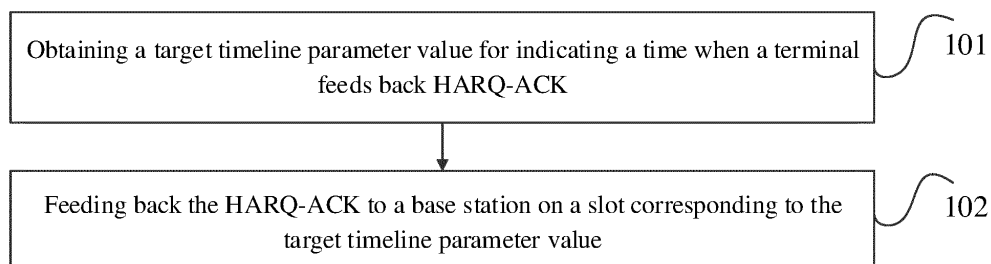 Obtaining a target timeline parameter value for indicating a time when a terminal
feeds back HARQ-ACK
101
Feeding back the HARQ-ACK to a base station on a slot corresponding to the
target timeline parameter value
102